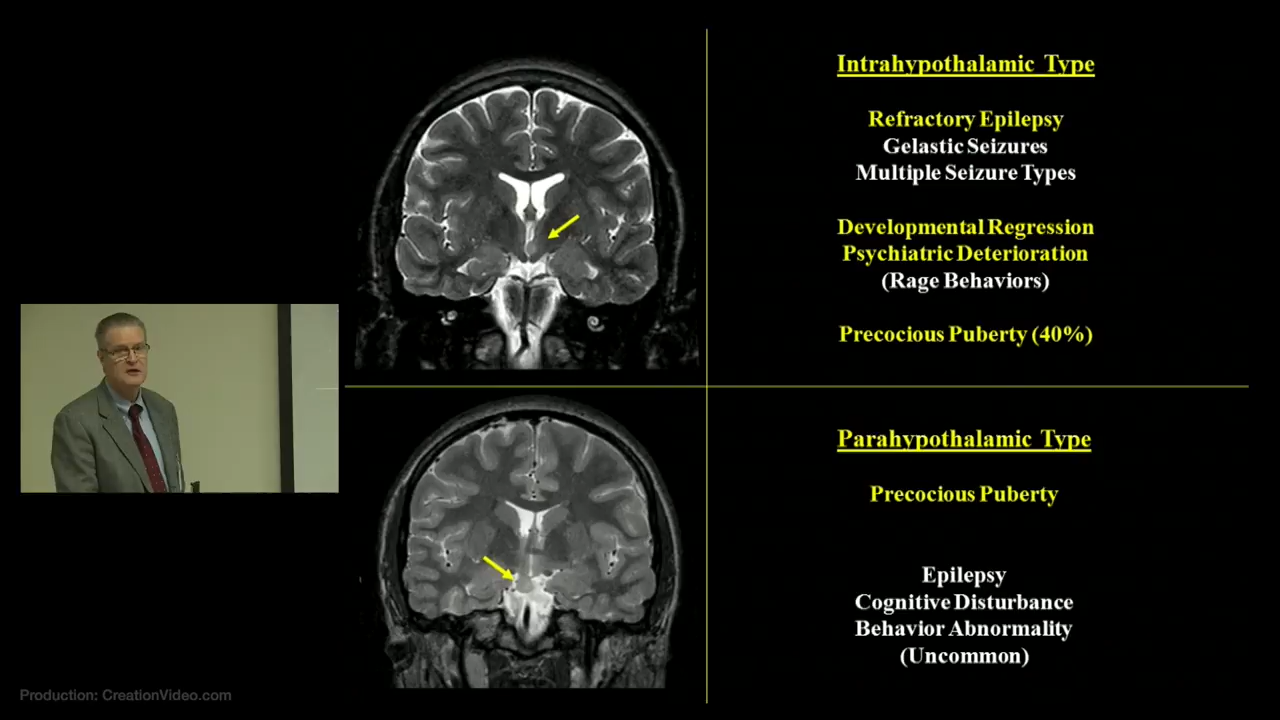 Intrahypothalamic Type
Refractory Epilepsy
Gelastic Seizures
Multiple Seizure Types
Developmental Regression
Psychiatric Deterioration
(Rage Behaviors)
Precocious Puberty (40%)
Parahypothalamic Type
Precocious Puberty
Epilepsy
Cognitive Disturbance
Behavior Abnormality
(Uncommon)
Production: CreationVideo.com